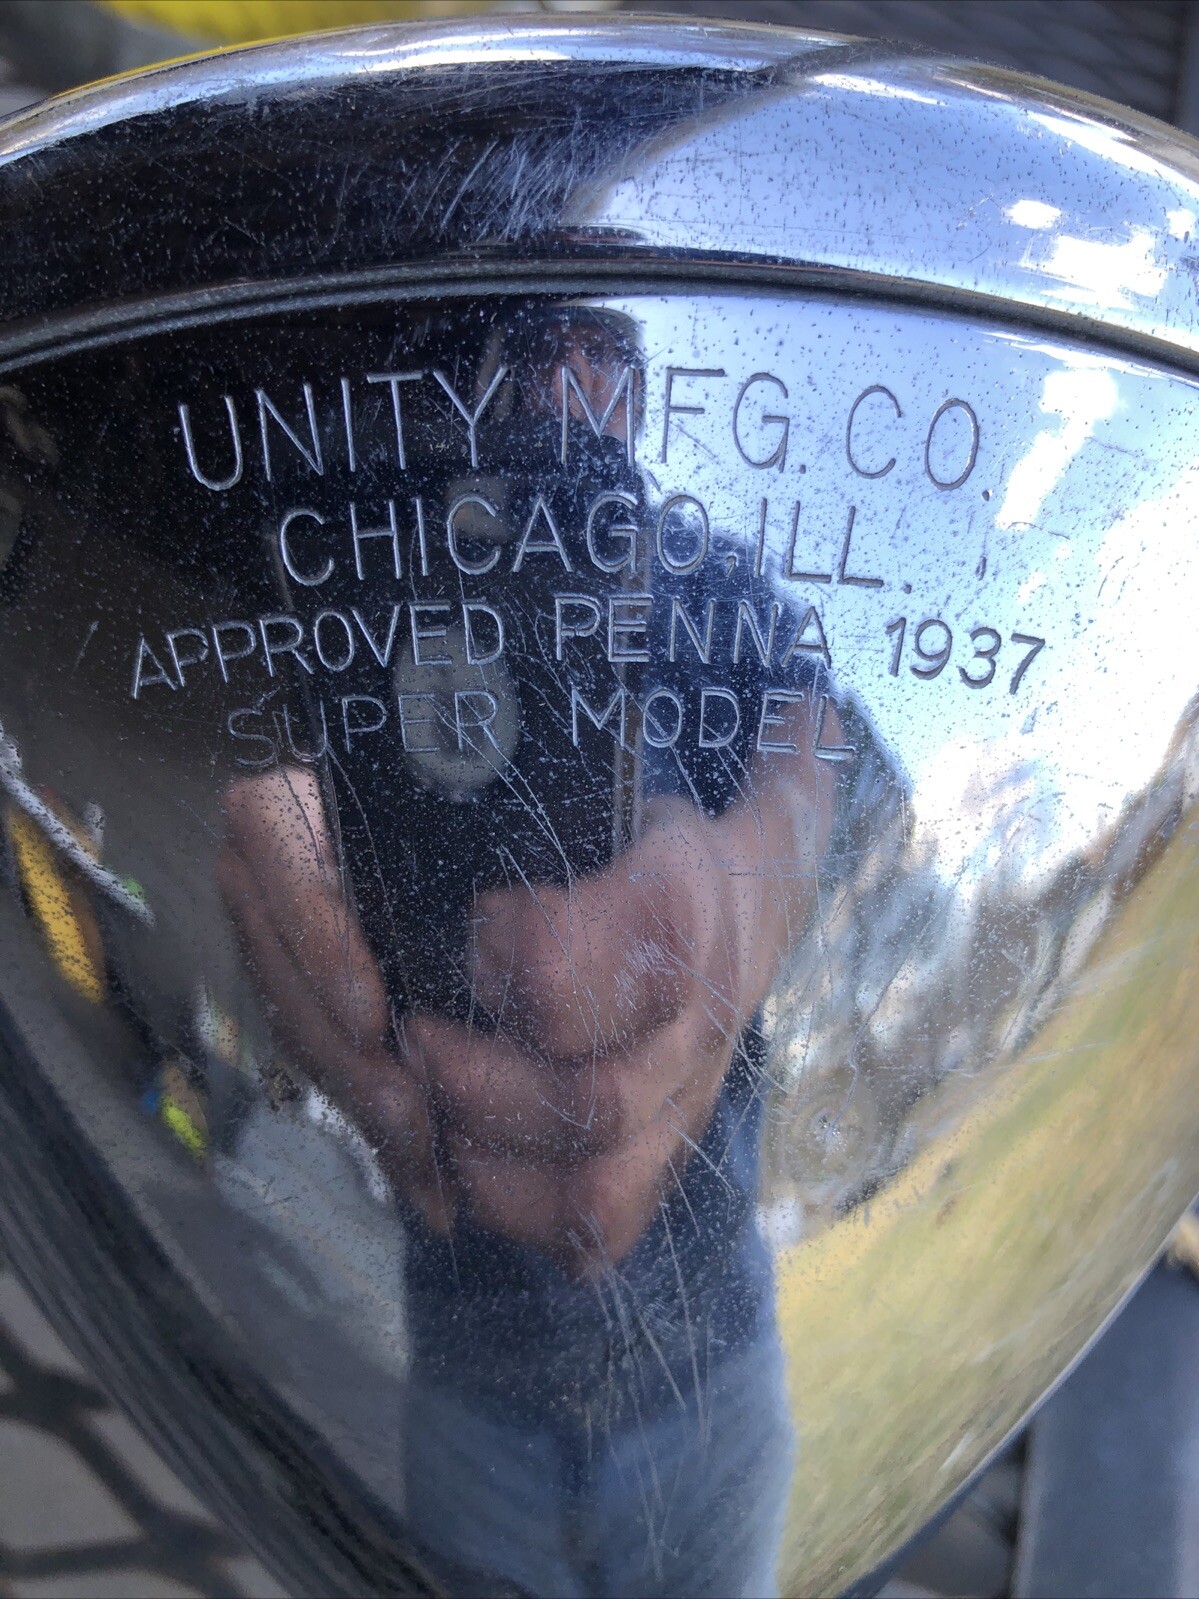 UNITY MFG. CO.
CHICAGO, ILL.
APPROVED PENNA 1937
SUPER MODEL